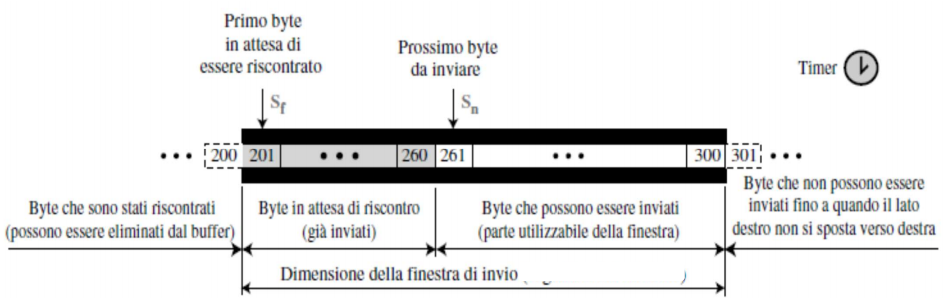 Primo byte
in attesa di
essere riscontrato
Prossimo byte
da inviare
Timer
Sf
Sn
••• 200 201 ••• 260 261 ••• 300 301 •••
Byte che sono stati riscontrati
(possono essere eliminati dal buffer)
Byte in attesa di riscontro
(già inviati)
Byte che possono essere inviati
(parte utilizzabile della finestra)
Byte che non possono essere
inviati fino a quando il lato
destro non si sposta verso destra
Dimensione della finestra di invio